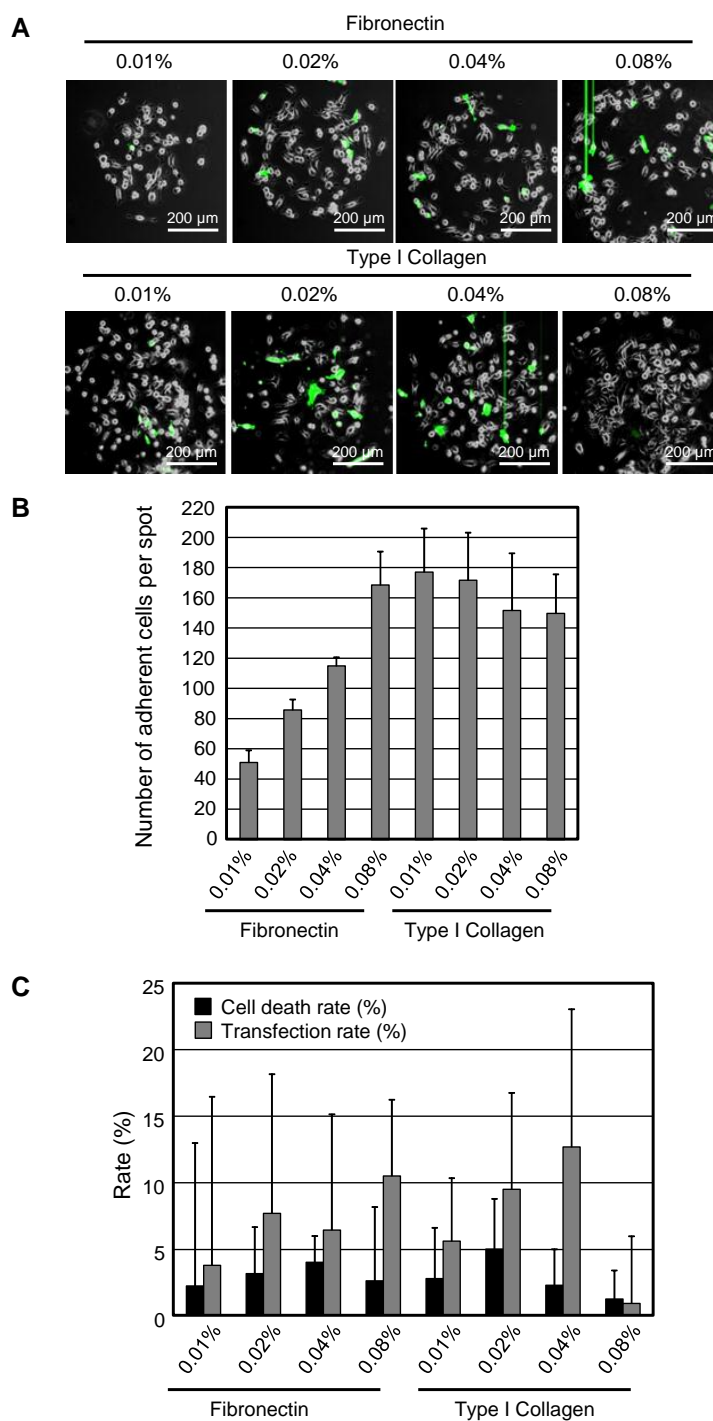 A
Fibronectin
0.01% 0.02% 0.04% 0.08%
200 µm 200 µm 200 µm 200 µm
Type I Collagen
0.01% 0.02% 0.04% 0.08%
200 µm 200 µm 200 µm 200 µm
B
Number of adherent cells per spot
220
200
180
160
140
120
100
80
60
40
20
0
0.01% 0.02% 0.04% 0.08% 0.01% 0.02% 0.04% 0.08%
Fibronectin Type I Collagen
C
Rate (%)
25
20
15
10
5
0
Cell death rate (%)
Transfection rate (%)
0.01% 0.02% 0.04% 0.08% 0.01% 0.02% 0.04% 0.08%
Fibronectin Type I Collagen